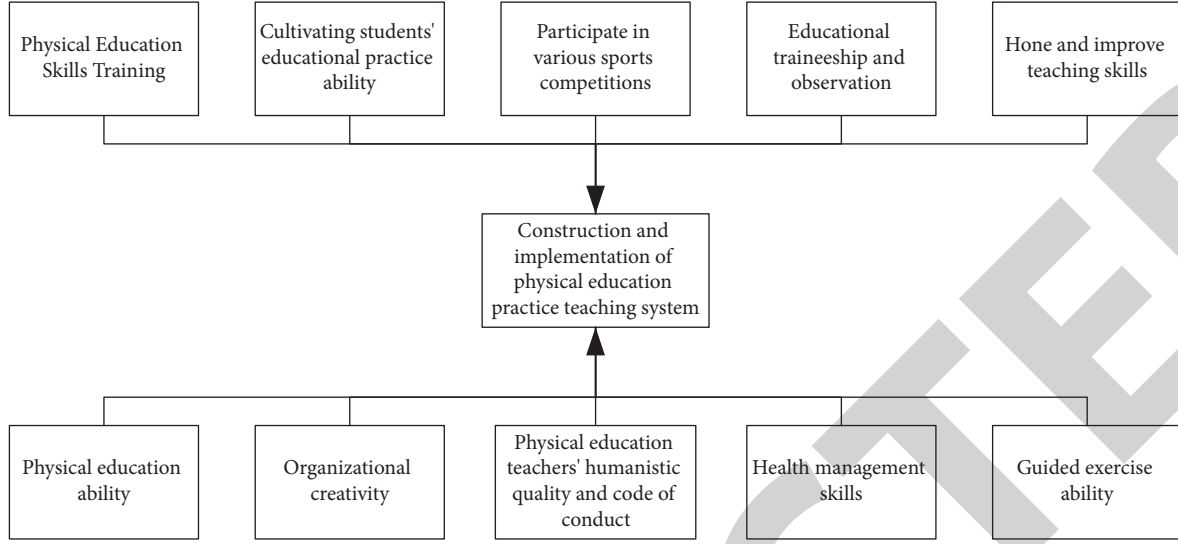 Physical Education
Skills Training
Cultivating students'
educational practice
ability
Participate in
various sports
competitions
Educational
traineeship and
observation
Hone and improve
teaching skills
Construction and
implementation of
physical education
practice teaching system
Physical education
ability
Organizational
creativity
Physical education
teachers' humanistic
quality and code of
conduct
Health management
skills
Guided exercise
ability